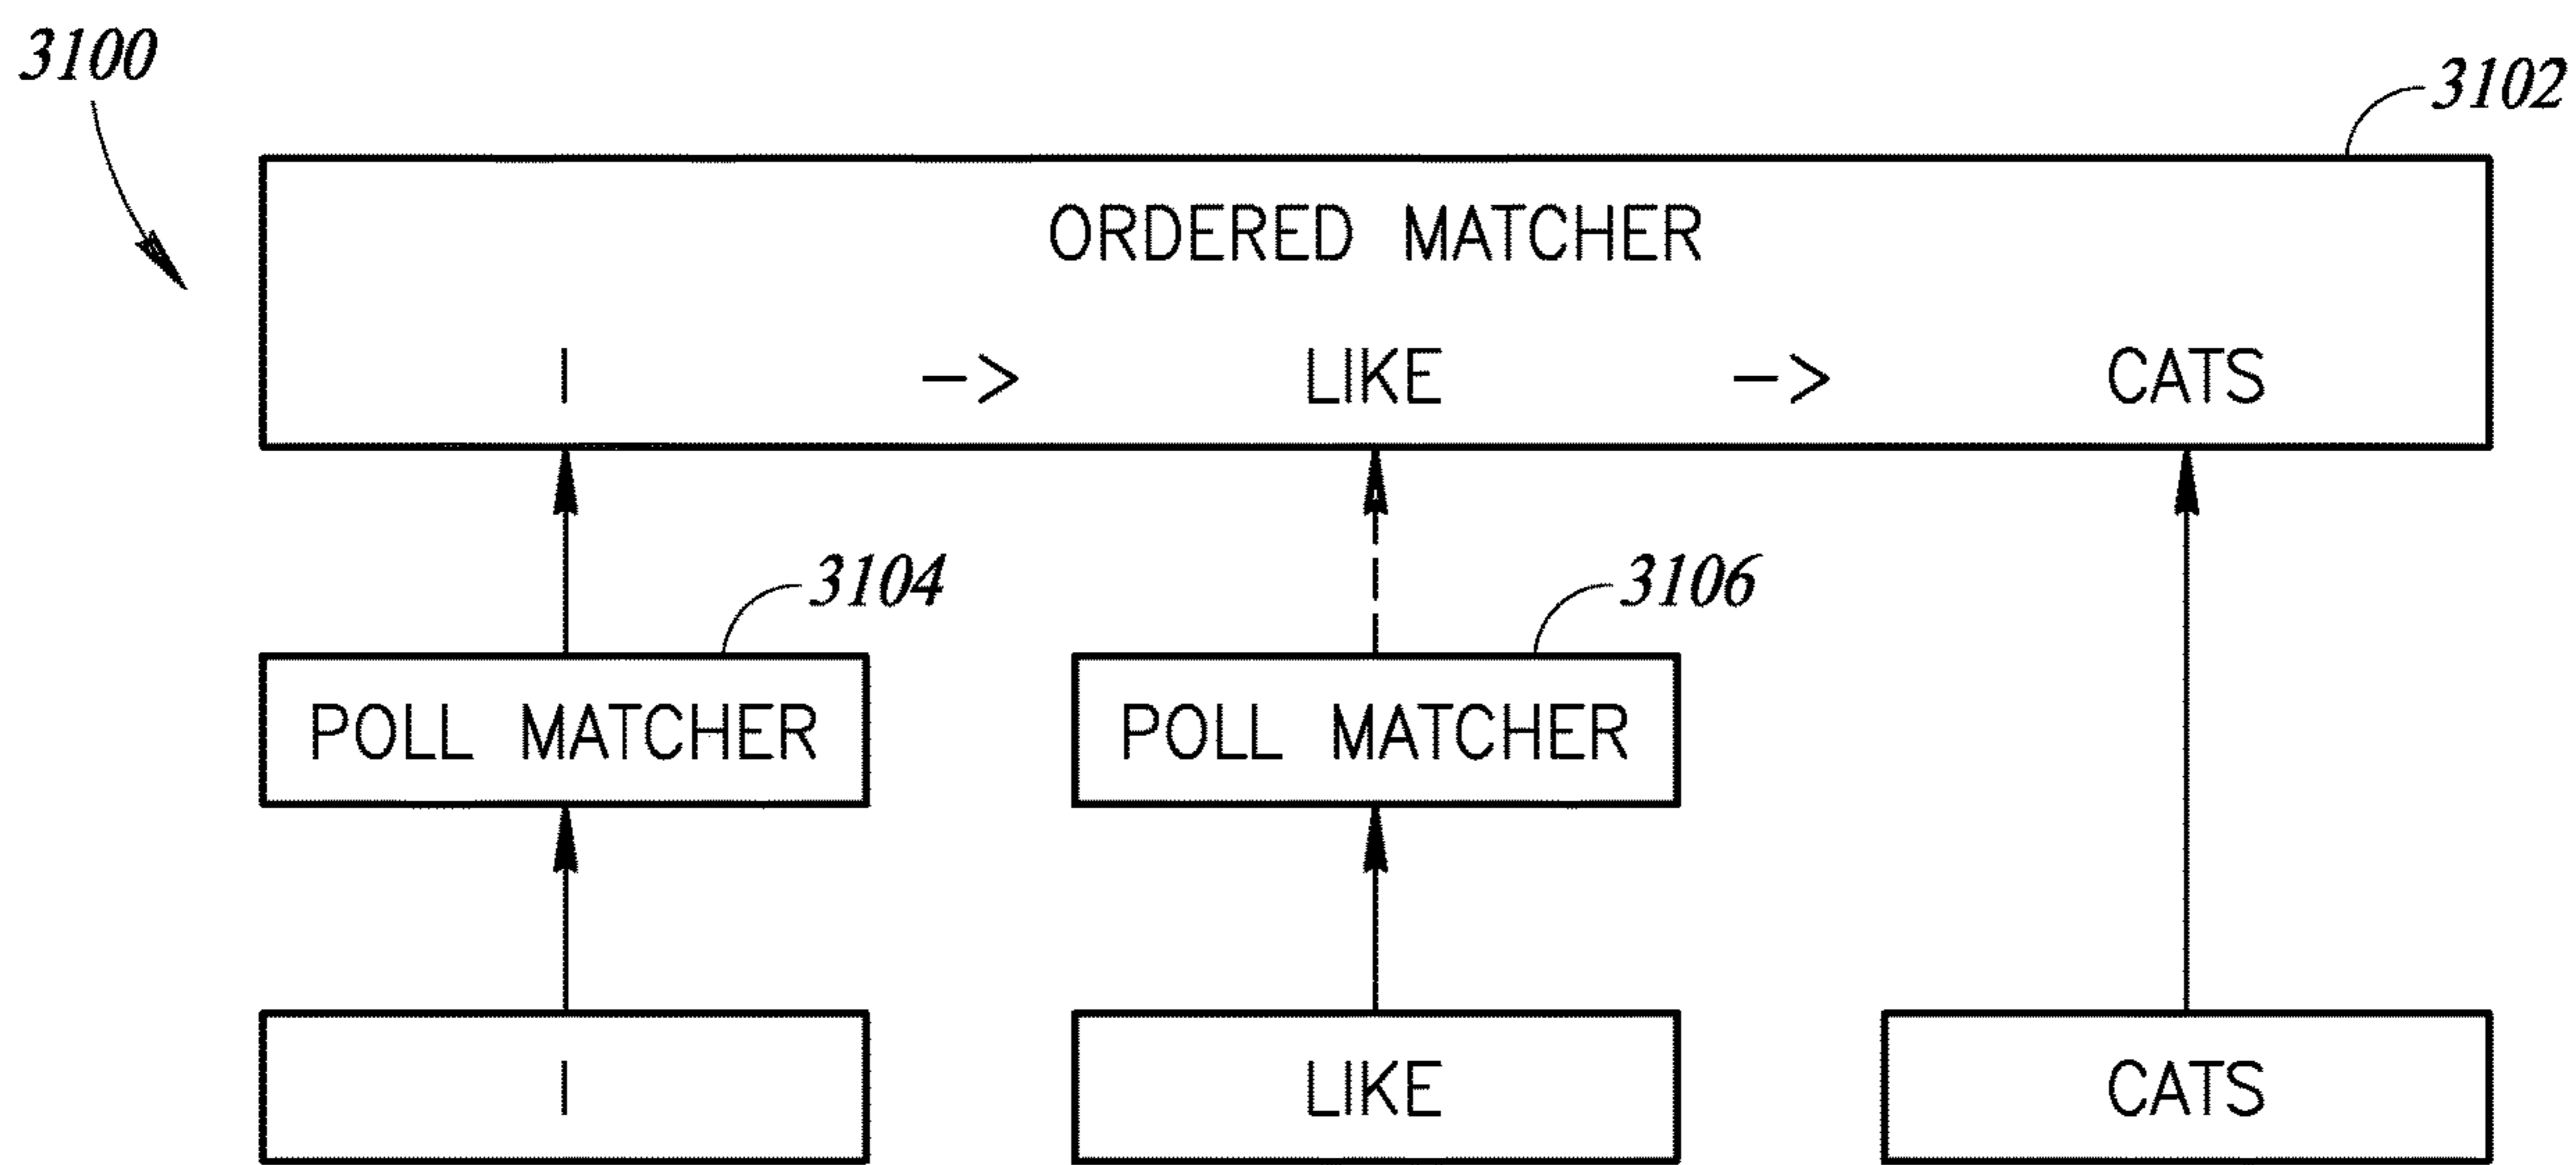 3100
3102
ORDERED MATCHER
I -> LIKE -> CATS
3104
3106
POLL MATCHER POLL MATCHER
I LIKE CATS